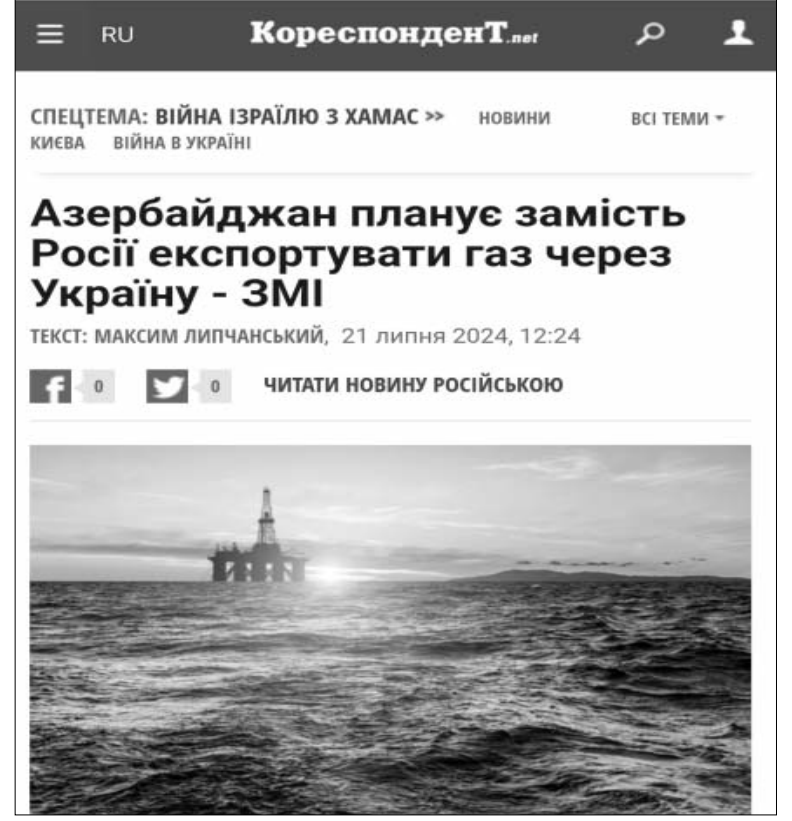 RU КореспонденТ.net
СПЕЦТЕМА: ВІЙНА ІЗРАЇЛЮ З ХАМАС >> НОВИНИ ВСІ ТЕМИ
КИЄВА ВІЙНА В УКРАЇНІ
Азербайджан планує замість
Росії експортувати газ через
Україну - ЗМІ
ТЕКСТ: МАКСИМ ЛИПЧАНСЬКИЙ, 21 липня 2024, 12:24
0 0 ЧИТАТИ НОВИНУ РОСІЙСЬКОЮ